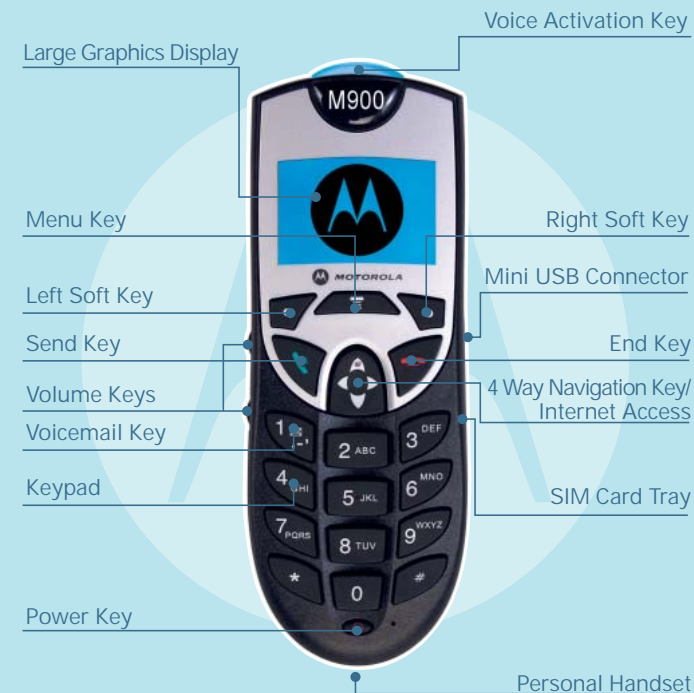 Voice Activation Key
Large Graphics Display
M900
Menu Key
Right Soft Key
MOTOROLA
Mini USB Connector
Left Soft Key
Send Key
End Key
Volume Keys
4 Way Navigation Key/
Internet Access
Voicemail Key
1
2 ABC
3 DEF
Keypad
4 GHI
5 JKL
6 MNO
SIM Card Tray
7 PQRS
8 TUV
9 WXYZ
*
0
#
Power Key
Personal Handset